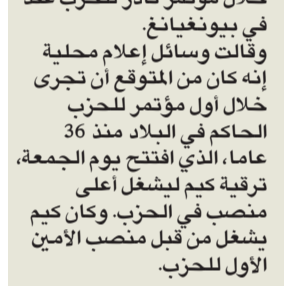 خلال مؤتمر نادر للحزب عقد
في بيونغيانغ.
وقالت وسائل إعلام محلية
إنه كان من المتوقع أن تجرى
خلال أول مؤتمر للحزب
الحاكم في البلاد منذ 36
عاما، الذي افتتح يوم الجمعة،
ترقية كيم ليشغل أعلى
منصب في الحزب. وكان كيم
يشغل من قبل منصب الأمين
الأول للحزب.